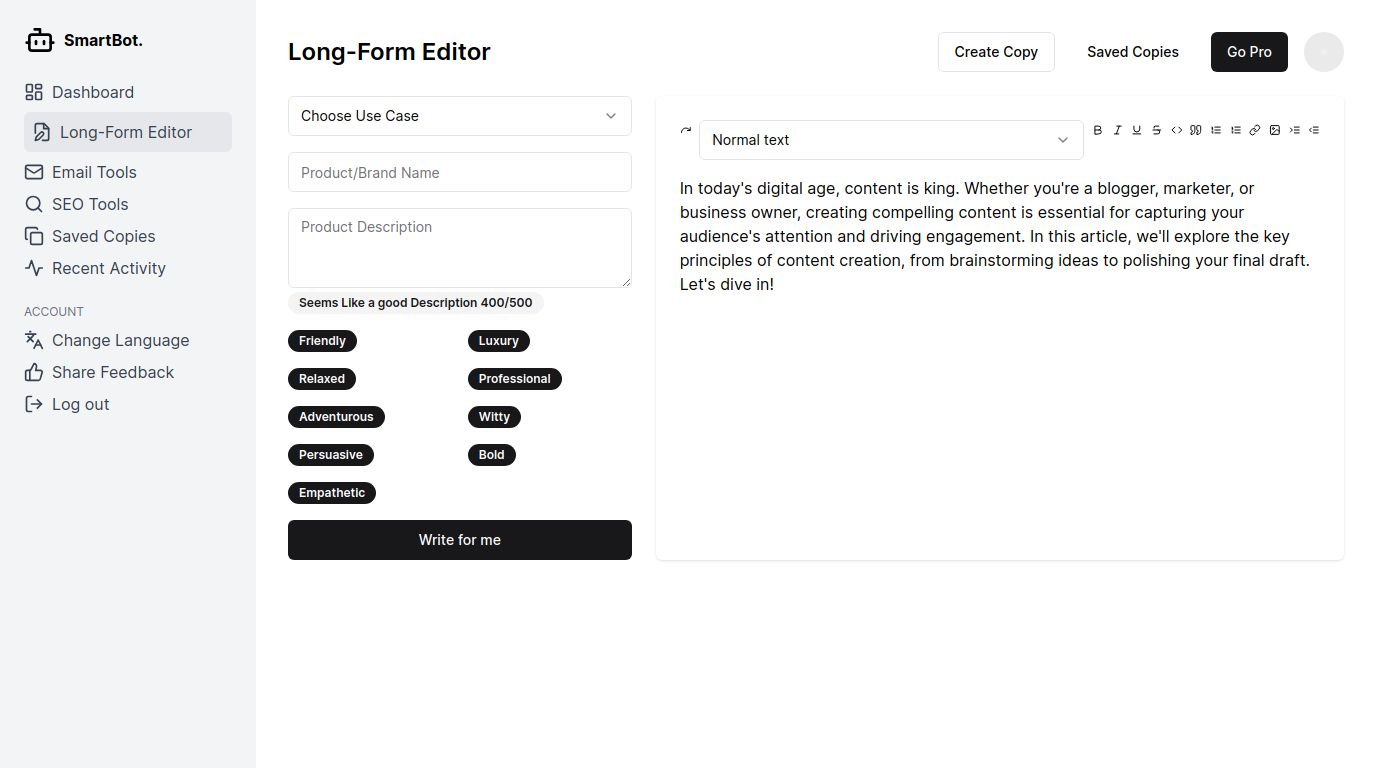 SmartBot.
Dashboard
Long-Form Editor
Email Tools
SEO Tools
Saved Copies
Recent Activity
ACCOUNT
Change Language
Share Feedback
Log out
Long-Form Editor
Create Copy
Saved Copies
Go Pro
Choose Use Case
Product/Brand Name
Product Description
Seems Like a good Description 400/500
Friendly
Luxury
Relaxed
Professional
Adventurous
Witty
Persuasive
Bold
Empathetic
Write for me
Normal text
In today's digital age, content is king. Whether you're a blogger, marketer, or
business owner, creating compelling content is essential for capturing your
audience's attention and driving engagement. In this article, we'll explore the key
principles of content creation, from brainstorming ideas to polishing your final draft.
Let's dive in!